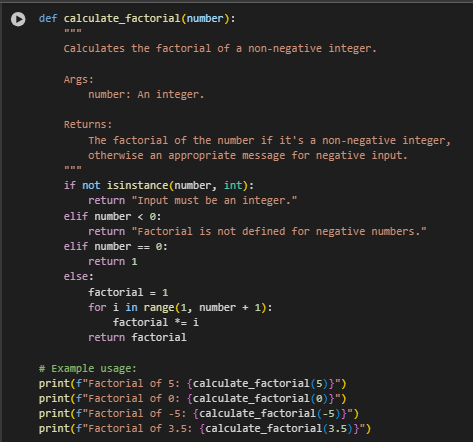 def calculate_factorial(number):
    """
    Calculates the factorial of a non-negative integer.

    Args:
        number: An integer.

    Returns:
        The factorial of the number if it's a non-negative integer,
        otherwise an appropriate message for negative input.
    """
    if not isinstance(number, int):
        return "Input must be an integer."
    elif number < 0:
        return "Factorial is not defined for negative numbers."
    elif number == 0:
        return 1
    else:
        factorial = 1
        for i in range(1, number + 1):
            factorial *= i
        return factorial

# Example usage:
print(f"Factorial of 5: {calculate_factorial(5)}")
print(f"Factorial of 0: {calculate_factorial(0)}")
print(f"Factorial of -5: {calculate_factorial(-5)}")
print(f"Factorial of 3.5: {calculate_factorial(3.5)}")